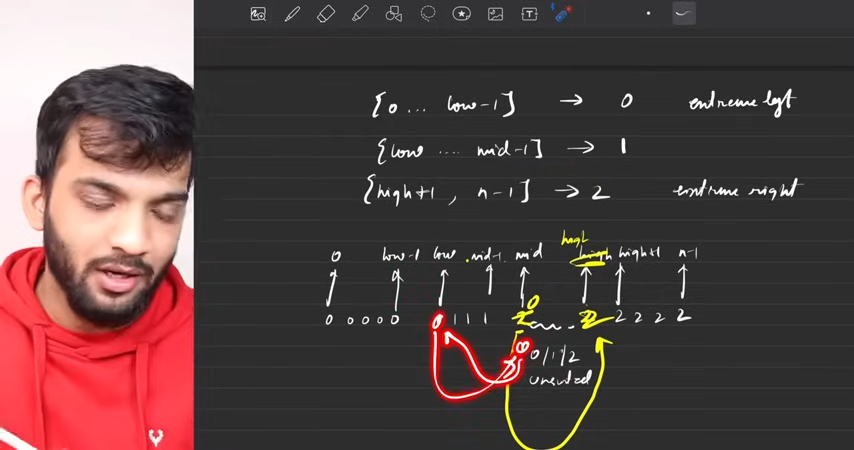 [0 ... low-1] → 0 extreme left
[low .... mid-1] → 1
[high+1, n-1] → 2 extreme right
high
0 low-1 low mid-1 mid high high+1 n-1
0
0 0 0 0 0 0 1 1 1 2 2 2 2 2 2
0/1/2
unsorted